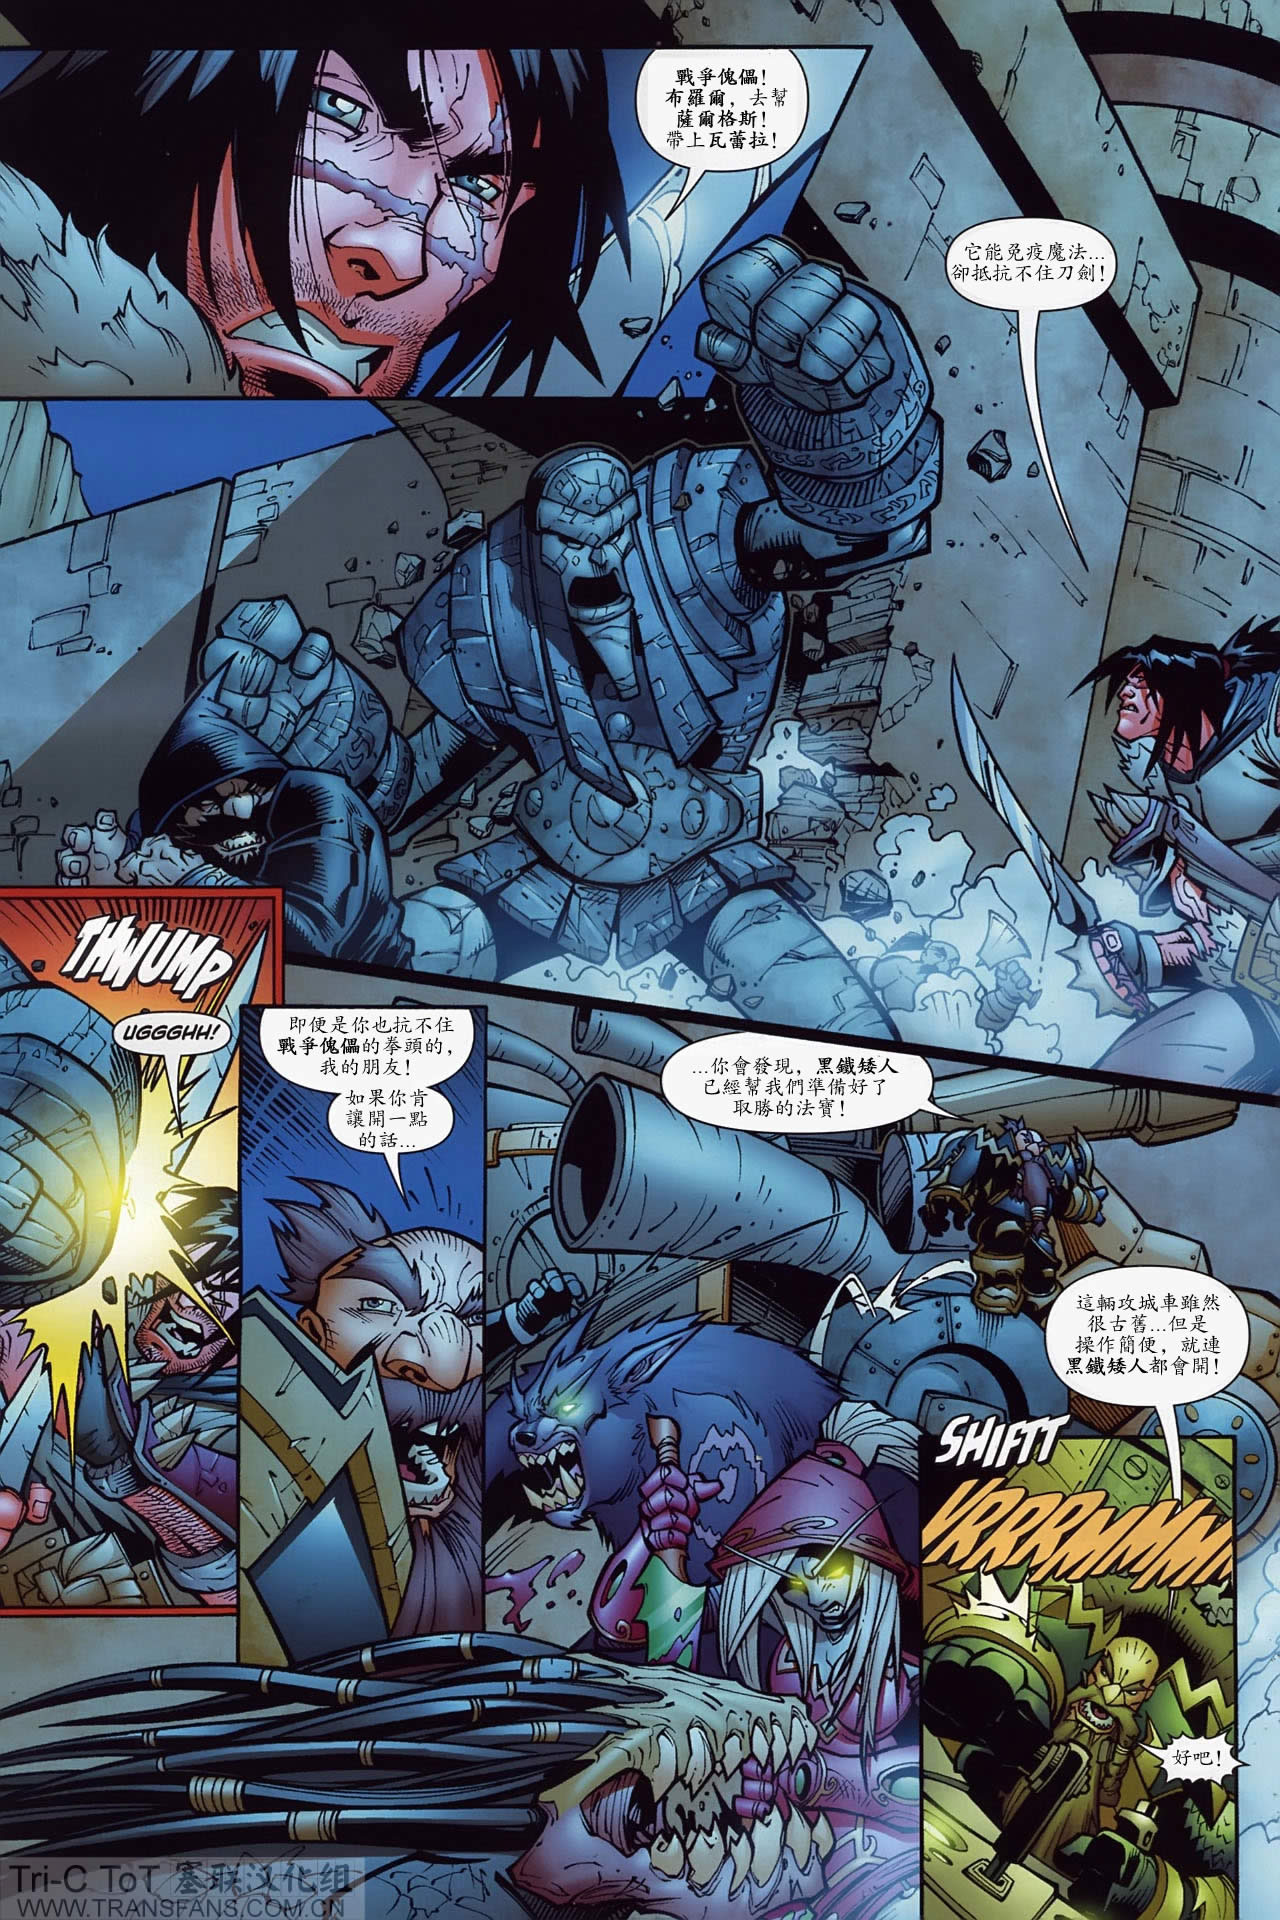 戰爭傀儡！
布羅爾，去幫
薩爾格斯！
帶上瓦蕾拉！
它能免疫魔法...
卻抵抗不住刀劍！
THWUMP
UGGGHH!
即便是你也抗不住
戰爭傀儡的拳頭的，
我的朋友！
如果你肯
讓開一點
的話...
...你會發現，黑鐵矮人
已經幫我們準備好了
取勝的法寶！
這輛攻城車雖然
很古舊...但是
操作簡便，就連
黑鐵矮人都會開！
SHIFTT
VRRRMMMM
好吧！
Tri-C ToT 塞联汉化组
WWW.TRANSFANS.COM.CN